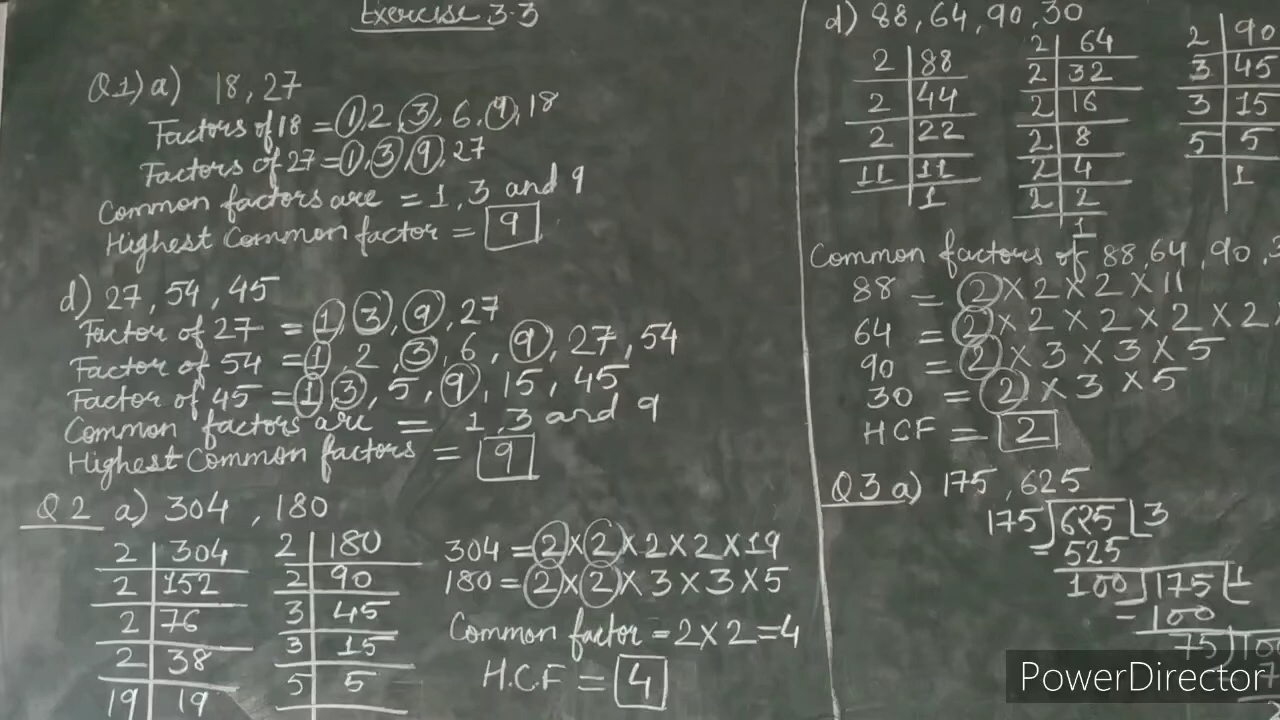 Exercise 3.3
Q1) a) 18, 27
Factors of 18 = 1, 2, 3, 6, 9, 18
Factors of 27 = 1, 3, 9, 27
Common factors are = 1, 3 and 9
Highest Common factor = 9
d) 27, 54, 45
Factor of 27 = 1, 3, 9, 27
Factor of 54 = 1, 2, 3, 6, 9, 27, 54
Factor of 45 = 1, 3, 5, 9, 15, 45
Common factors are = 1, 3 and 9
Highest Common factors = 9
Q2 a) 304, 180
2 | 304
2 | 152
2 | 76
2 | 38
19 | 19
2 | 180
2 | 90
3 | 45
3 | 15
5 | 5
304 = 2 × 2 × 2 × 2 × 19
180 = 2 × 2 × 3 × 3 × 5
Common factor = 2 × 2 = 4
H.C.F = 4
d) 88, 64, 90, 30
2 | 88
2 | 44
2 | 22
11 | 11
1
2 | 64
2 | 32
2 | 16
2 | 8
2 | 4
2 | 2
1
2 | 90
3 | 45
3 | 15
5 | 5
1
Common factors of 88, 64, 90,
88 = 2 × 2 × 2 × 11
64 = 2 × 2 × 2 × 2 × 2
90 = 2 × 3 × 3 × 5
30 = 2 × 3 × 5
HCF = 2
Q3 a) 175, 625
175 ) 625 ( 3
- 525
100 ) 175 ( 1
- 100
75 ) 10
PowerDirector